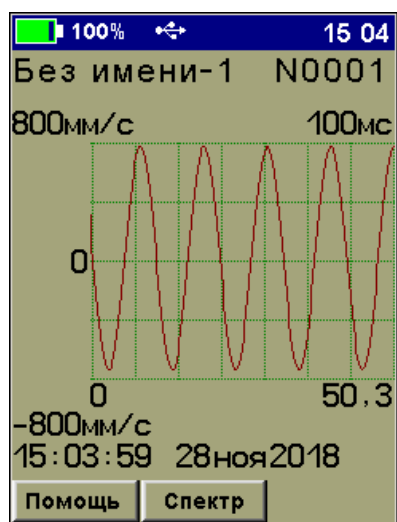 100% 15 04
Без имени-1 N0001
800мм/с 100мс
0
0 50,3
-800мм/с
15:03:59 28ноя2018
Помощь Спектр